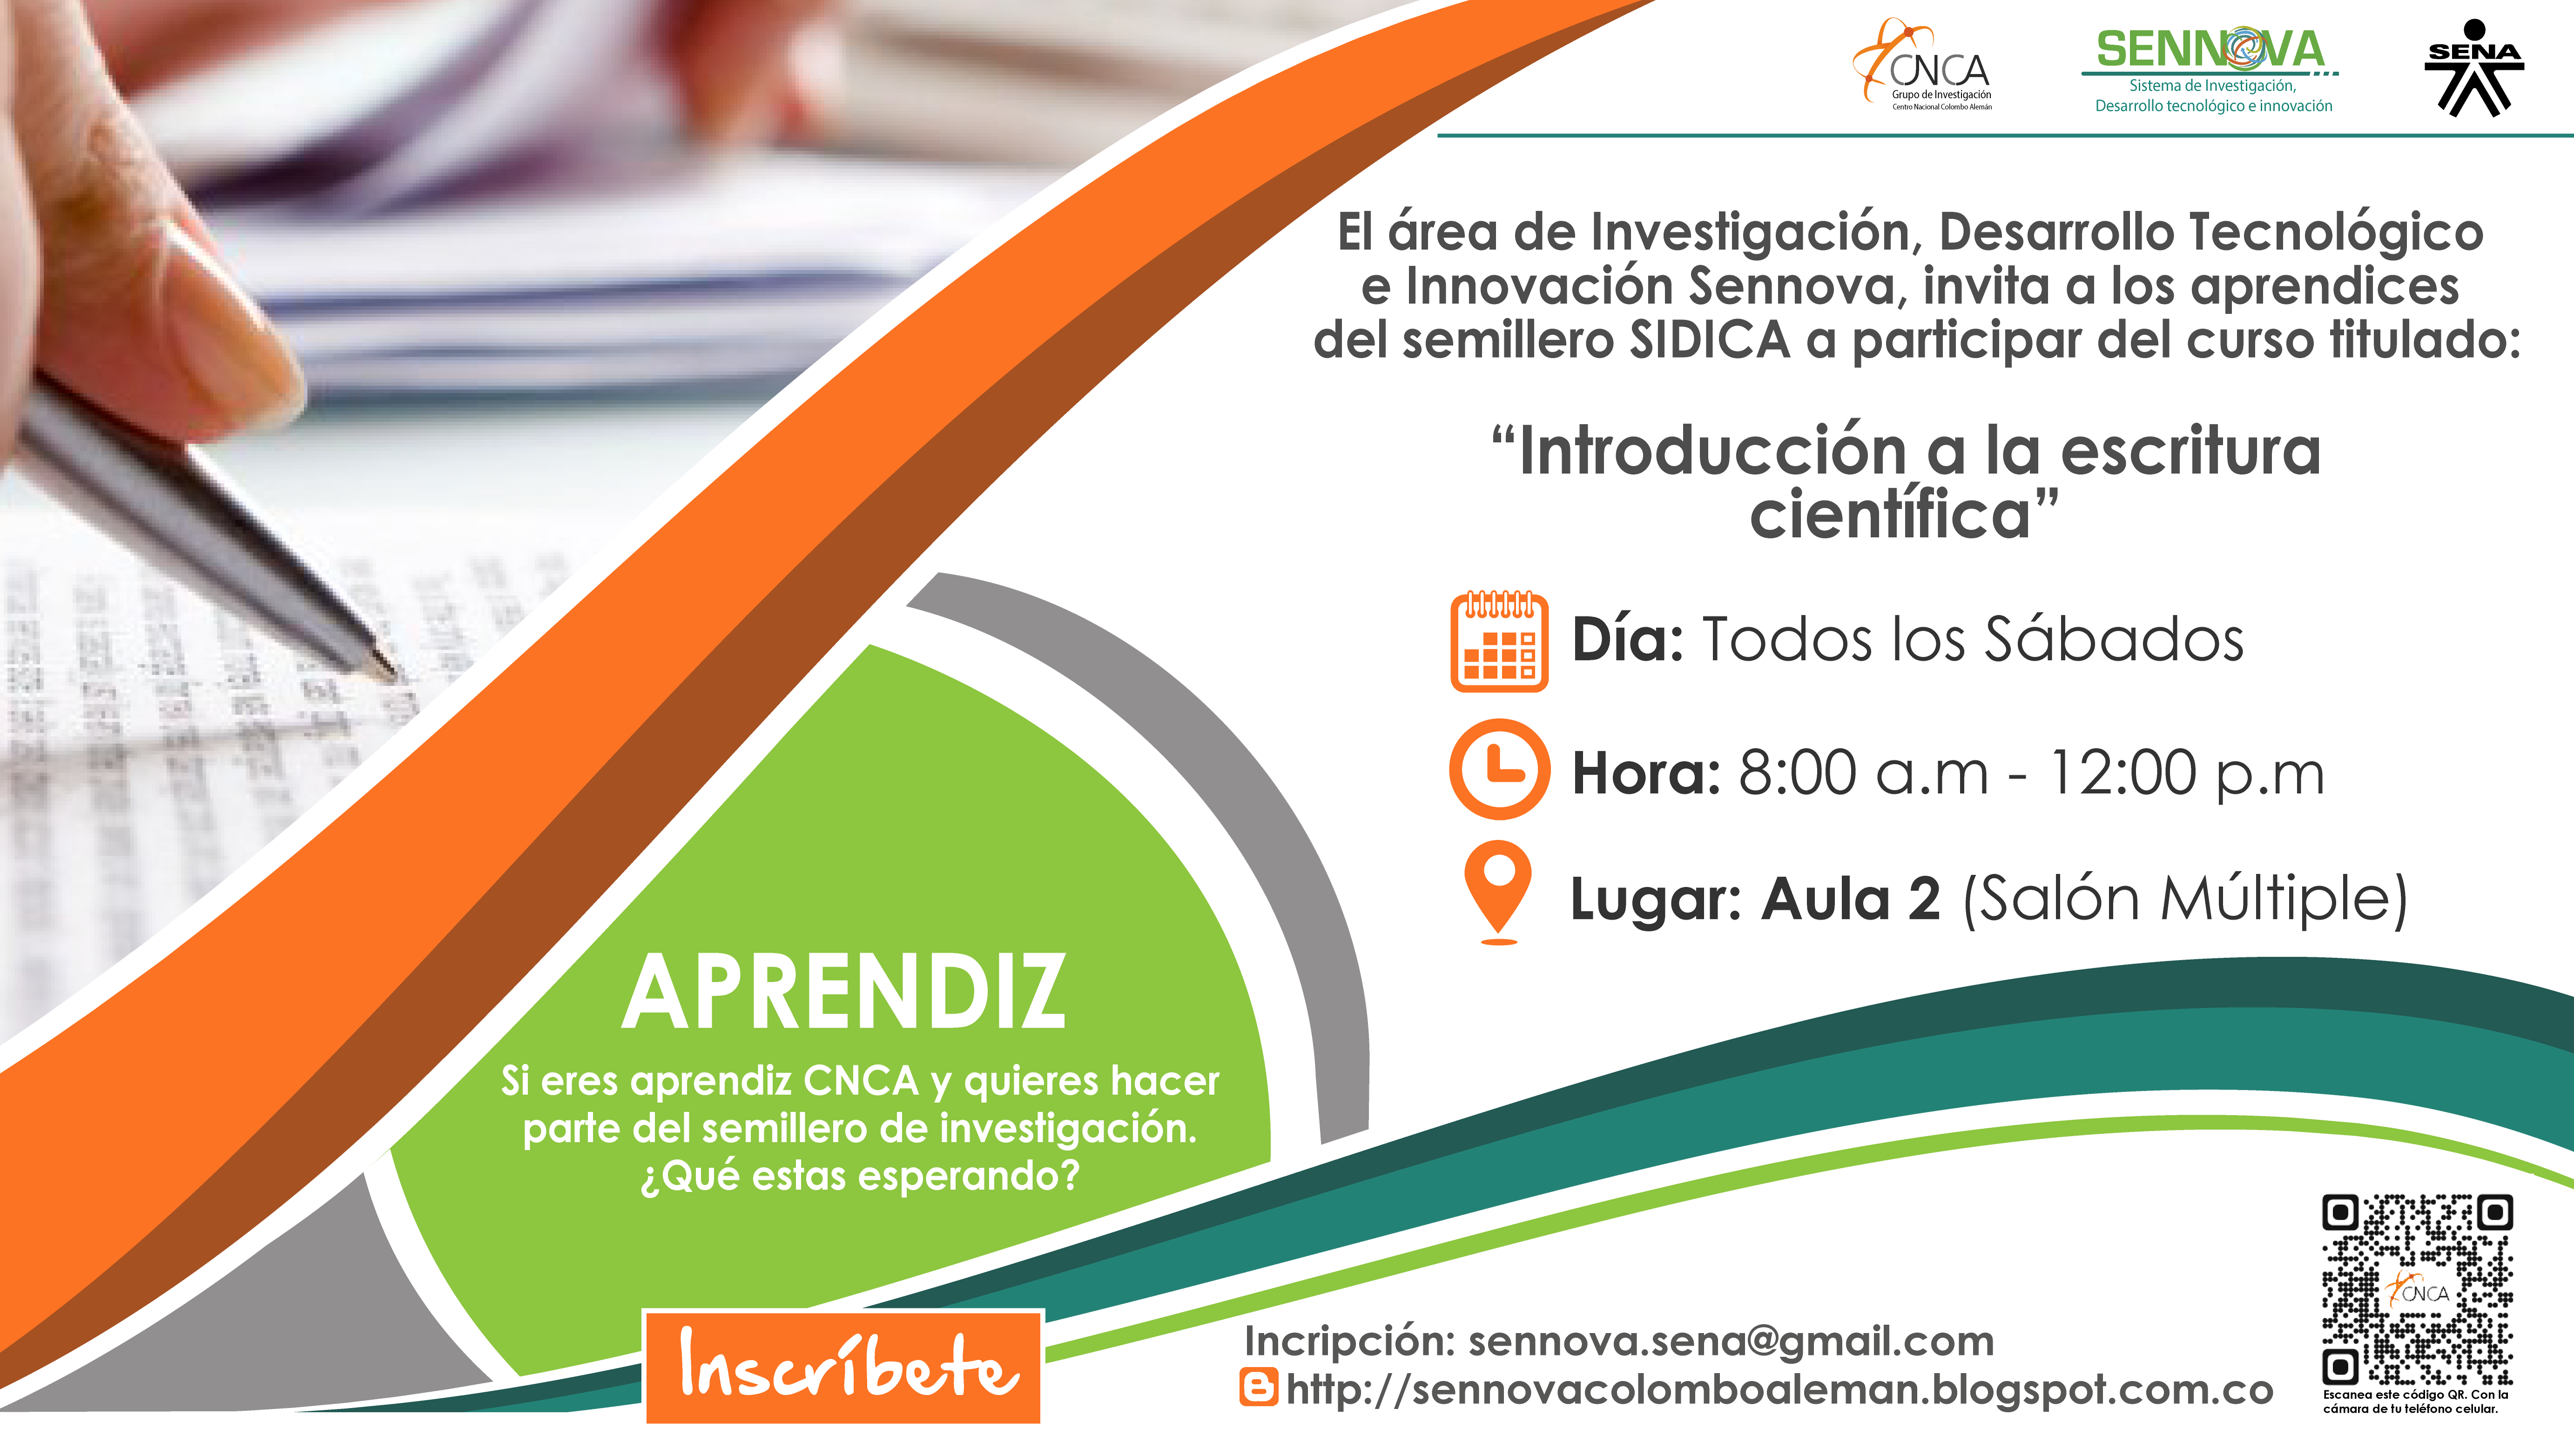 CNCA
Grupo de Investigación
Centro Nacional Colombo Alemán
SENNOVA
Sistema de Investigación,
Desarrollo tecnológico e innovación
SENA
El área de Investigación, Desarrollo Tecnológico
e Innovación Sennova, invita a los aprendices
del semillero SIDICA a participar del curso titulado:
“Introducción a la escritura
científica”
Día: Todos los Sábados
Hora: 8:00 a.m - 12:00 p.m
Lugar: Aula 2 (Salón Múltiple)
APRENDIZ
Si eres aprendiz CNCA y quieres hacer
parte del semillero de investigación.
¿Qué estas esperando?
Inscríbete
Incripción: sennova.sena@gmail.com
http://sennovacolomboaleman.blogspot.com.co
CNCA
Escanea este código QR. Con la
cámara de tu teléfono celular.